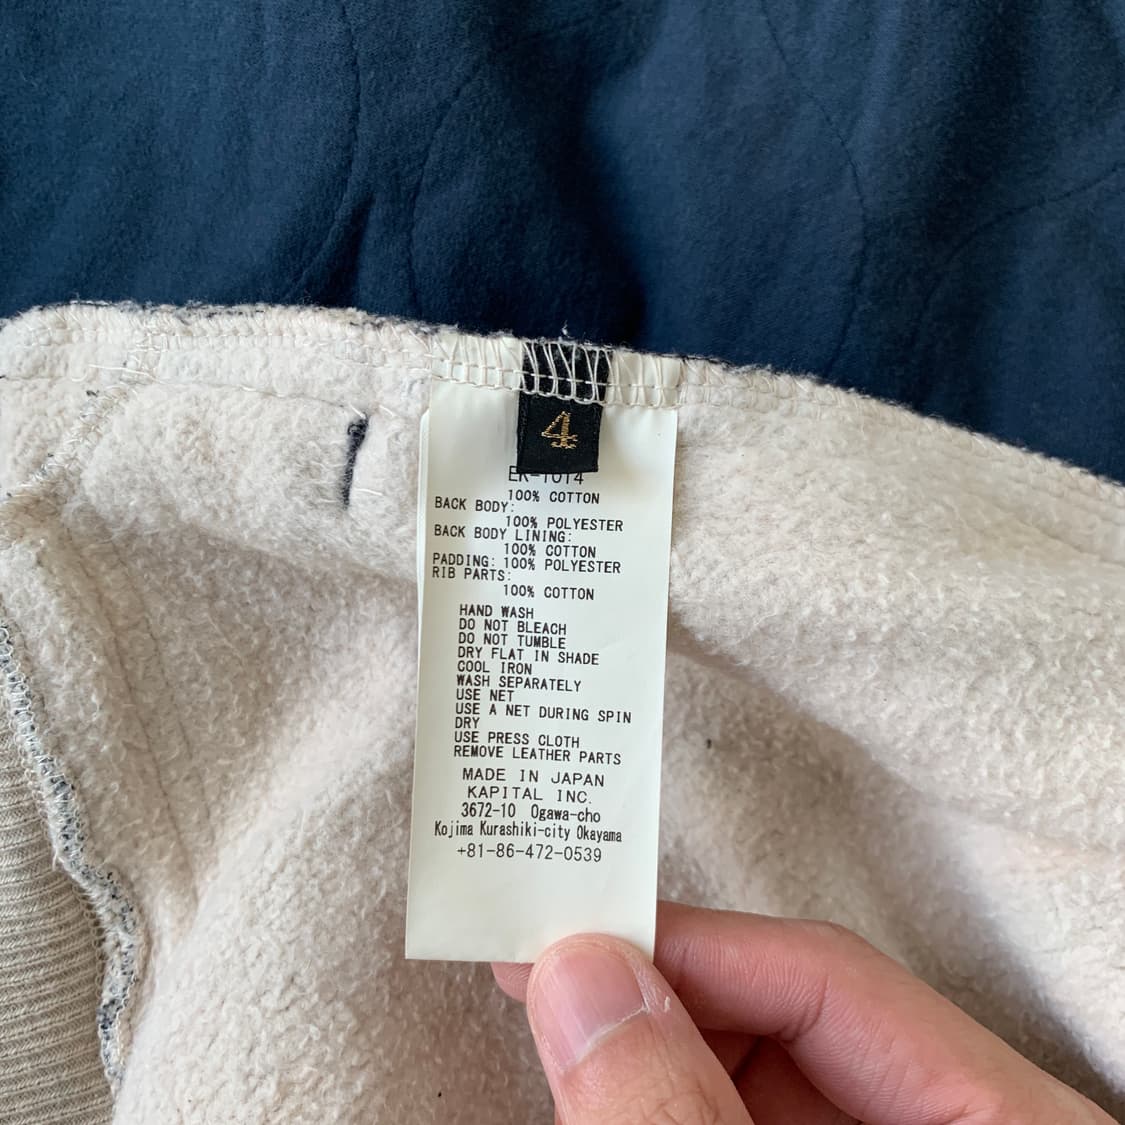 4
EK-1014
100% COTTON
BACK BODY:
100% POLYESTER
BACK BODY LINING:
100% COTTON
PADDING: 100% POLYESTER
RIB PARTS:
100% COTTON
HAND WASH
DO NOT BLEACH
DO NOT TUMBLE
DRY FLAT IN SHADE
COOL IRON
WASH SEPARATELY
USE NET
USE A NET DURING SPIN
DRY
USE PRESS CLOTH
REMOVE LEATHER PARTS
MADE IN JAPAN
KAPITAL INC.
3672-10 Ogawa-cho
Kojima Kurashiki-city Okayama
+81-86-472-0539